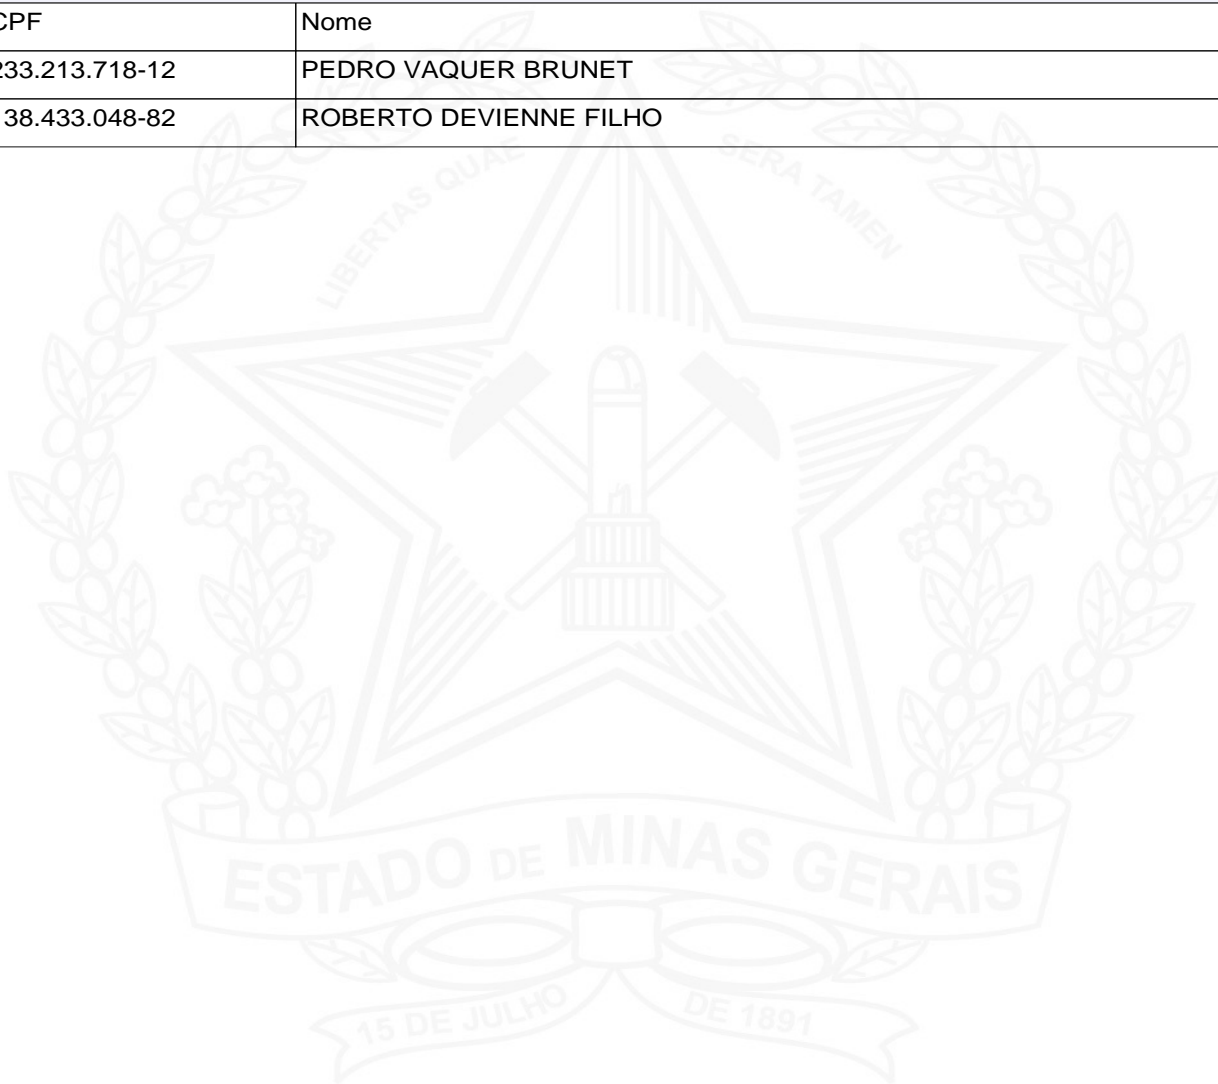 CPF Nome
233.213.718-12 PEDRO VAQUER BRUNET
38.433.048-82 ROBERTO DEVIENNE FILHO
LIBERTAS QUAE SERA TAMEN
ESTADO DE MINAS GERAIS
15 DE JULHO DE 1891